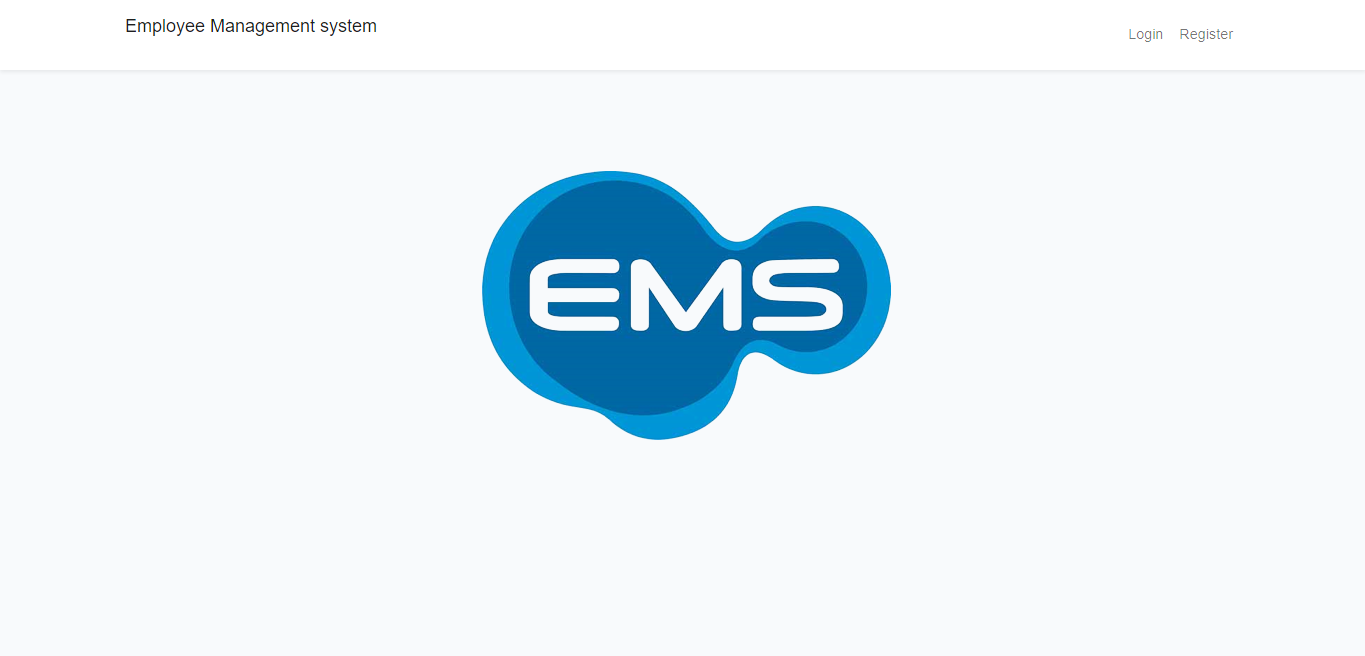 Employee Management system
Login Register
EMS